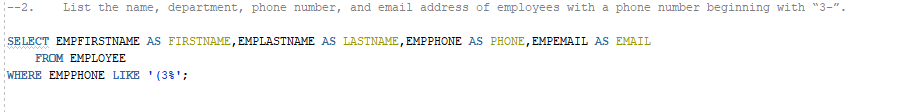 --2. List the name, department, phone number, and email address of employees with a phone number beginning with “3-”.
SELECT EMPFIRSTNAME AS FIRSTNAME,EMPLASTNAME AS LASTNAME,EMPPHONE AS PHONE,EMPEMAIL AS EMAIL
FROM EMPLOYEE
WHERE EMPPHONE LIKE '(3%';